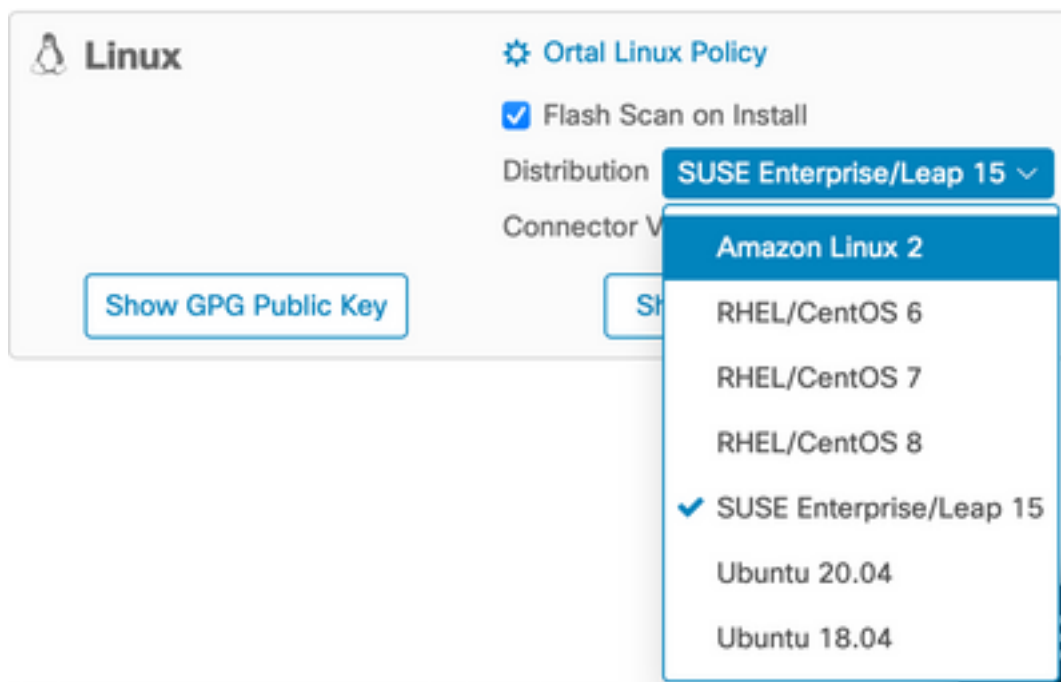 Linux
Ortal Linux Policy
Flash Scan on Install
Distribution SUSE Enterprise/Leap 15
Connector
Amazon Linux 2
Show GPG Public Key
RHEL/CentOS 6
RHEL/CentOS 7
RHEL/CentOS 8
SUSE Enterprise/Leap 15
Ubuntu 20.04
Ubuntu 18.04